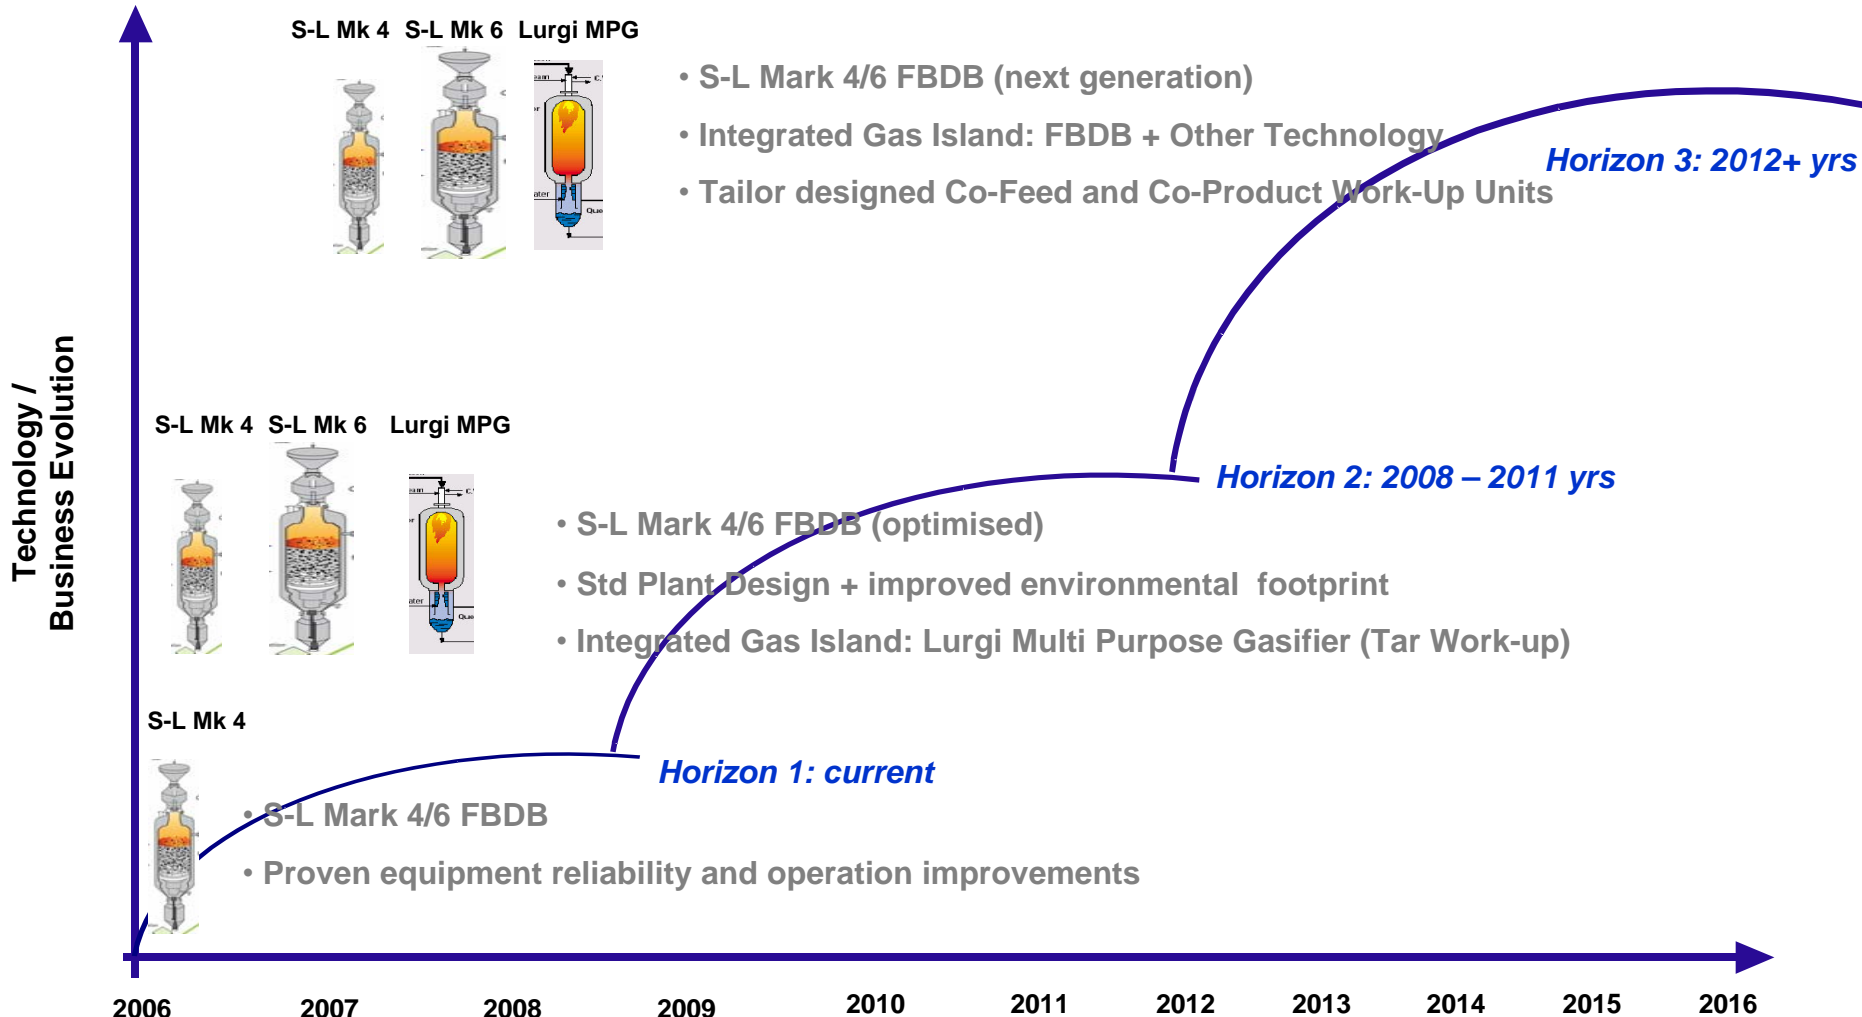 S-L Mk 4 S-L Mk 6 Lurgi MPG
• S-L Mark 4/6 FBDB (next generation)
• Integrated Gas Island: FBDB + Other Technology
• Tailor designed Co-Feed and Co-Product Work-Up Units
Horizon 3: 2012+ yrs
Technology /
Business Evolution
S-L Mk 4 S-L Mk 6 Lurgi MPG
Horizon 2: 2008 – 2011 yrs
• S-L Mark 4/6 FBDB (optimised)
• Std Plant Design + improved environmental footprint
• Integrated Gas Island: Lurgi Multi Purpose Gasifier (Tar Work-up)
S-L Mk 4
Horizon 1: current
• S-L Mark 4/6 FBDB
• Proven equipment reliability and operation improvements
2006 2007 2008 2009 2010 2011 2012 2013 2014 2015 2016